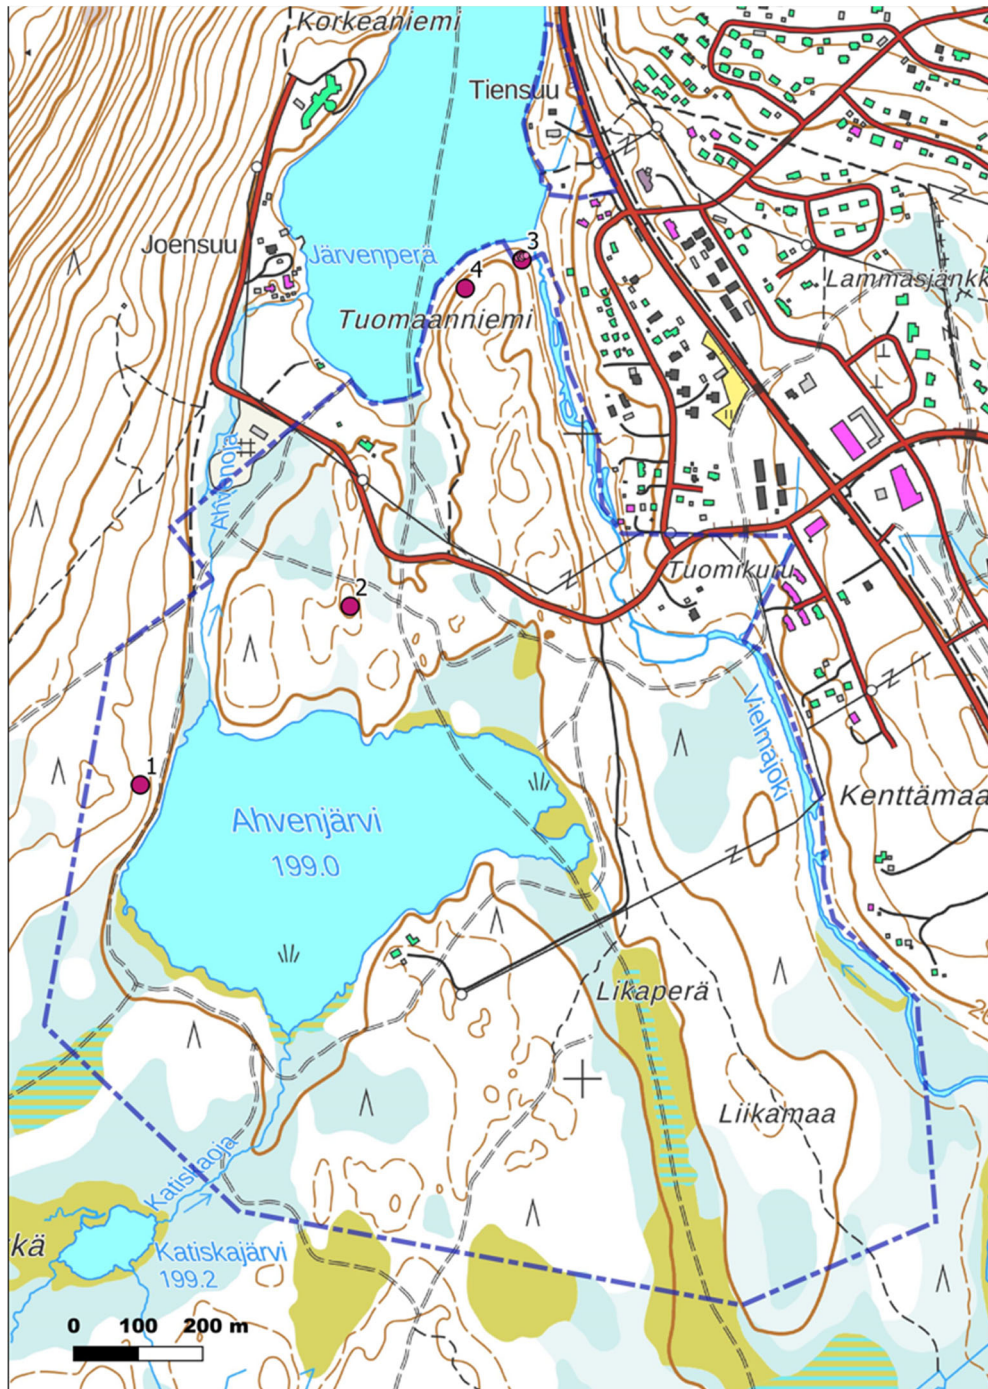 Korkeaniemi
Tiensuu
Joensuu
Järvenperä
3
4
Lammasjänkk
Tuomaanniemi
Ahvenoja
Tuomikuru
2
Vielmajoki
1
Kenttämaa
Ahvenjärvi
199.0
Likaperä
Liikamaa
Katiskaoja
kä
Katiskajärvi
199.2
0 100 200 m